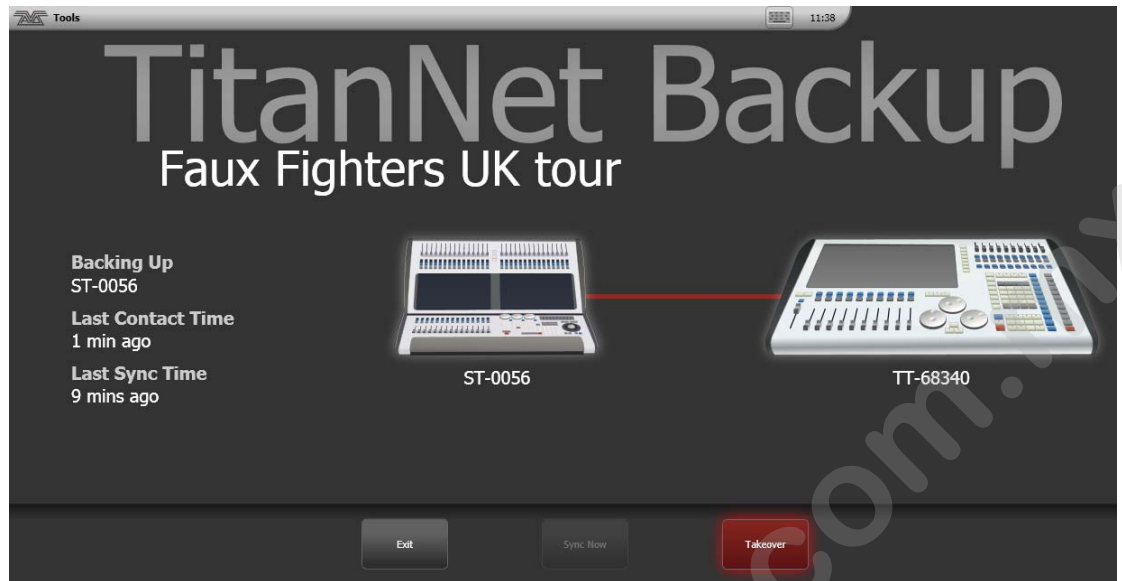 Tools
11:38
TitanNet Backup
Faux Fighters UK tour
Backing Up
ST-0056
Last Contact Time
1 min ago
Last Sync Time
9 mins ago
ST-0056
TT-68340
Exit
Sync Now
Takeover